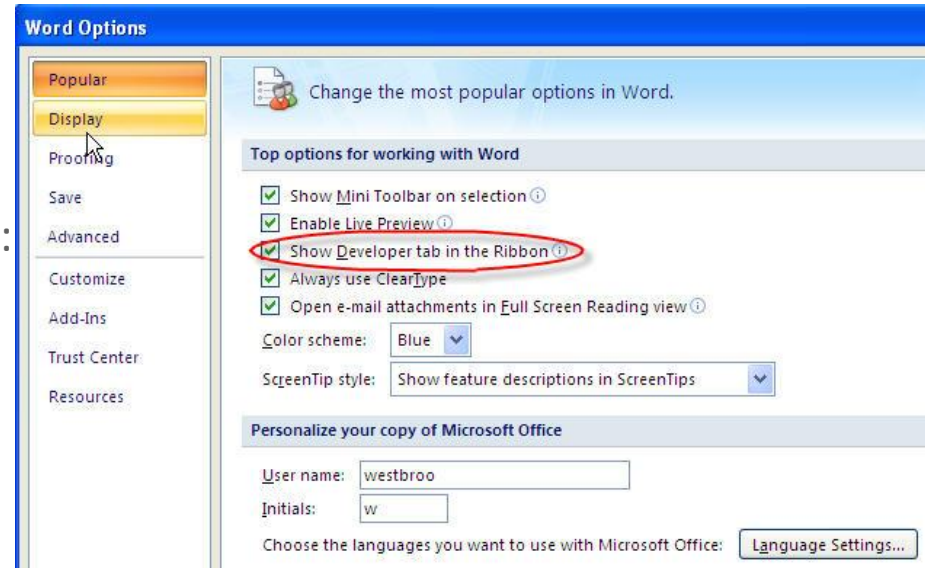 Word Options
Popular
Display
Proofing
Save
Advanced
Customize
Add-Ins
Trust Center
Resources
Change the most popular options in Word.
Top options for working with Word
Show Mini Toolbar on selection
Enable Live Preview
Show Developer tab in the Ribbon
Always use ClearType
Open e-mail attachments in Full Screen Reading view
Color scheme: Blue
ScreenTip style: Show feature descriptions in ScreenTips
Personalize your copy of Microsoft Office
User name: westbroo
Initials: w
Choose the languages you want to use with Microsoft Office: Language Settings...